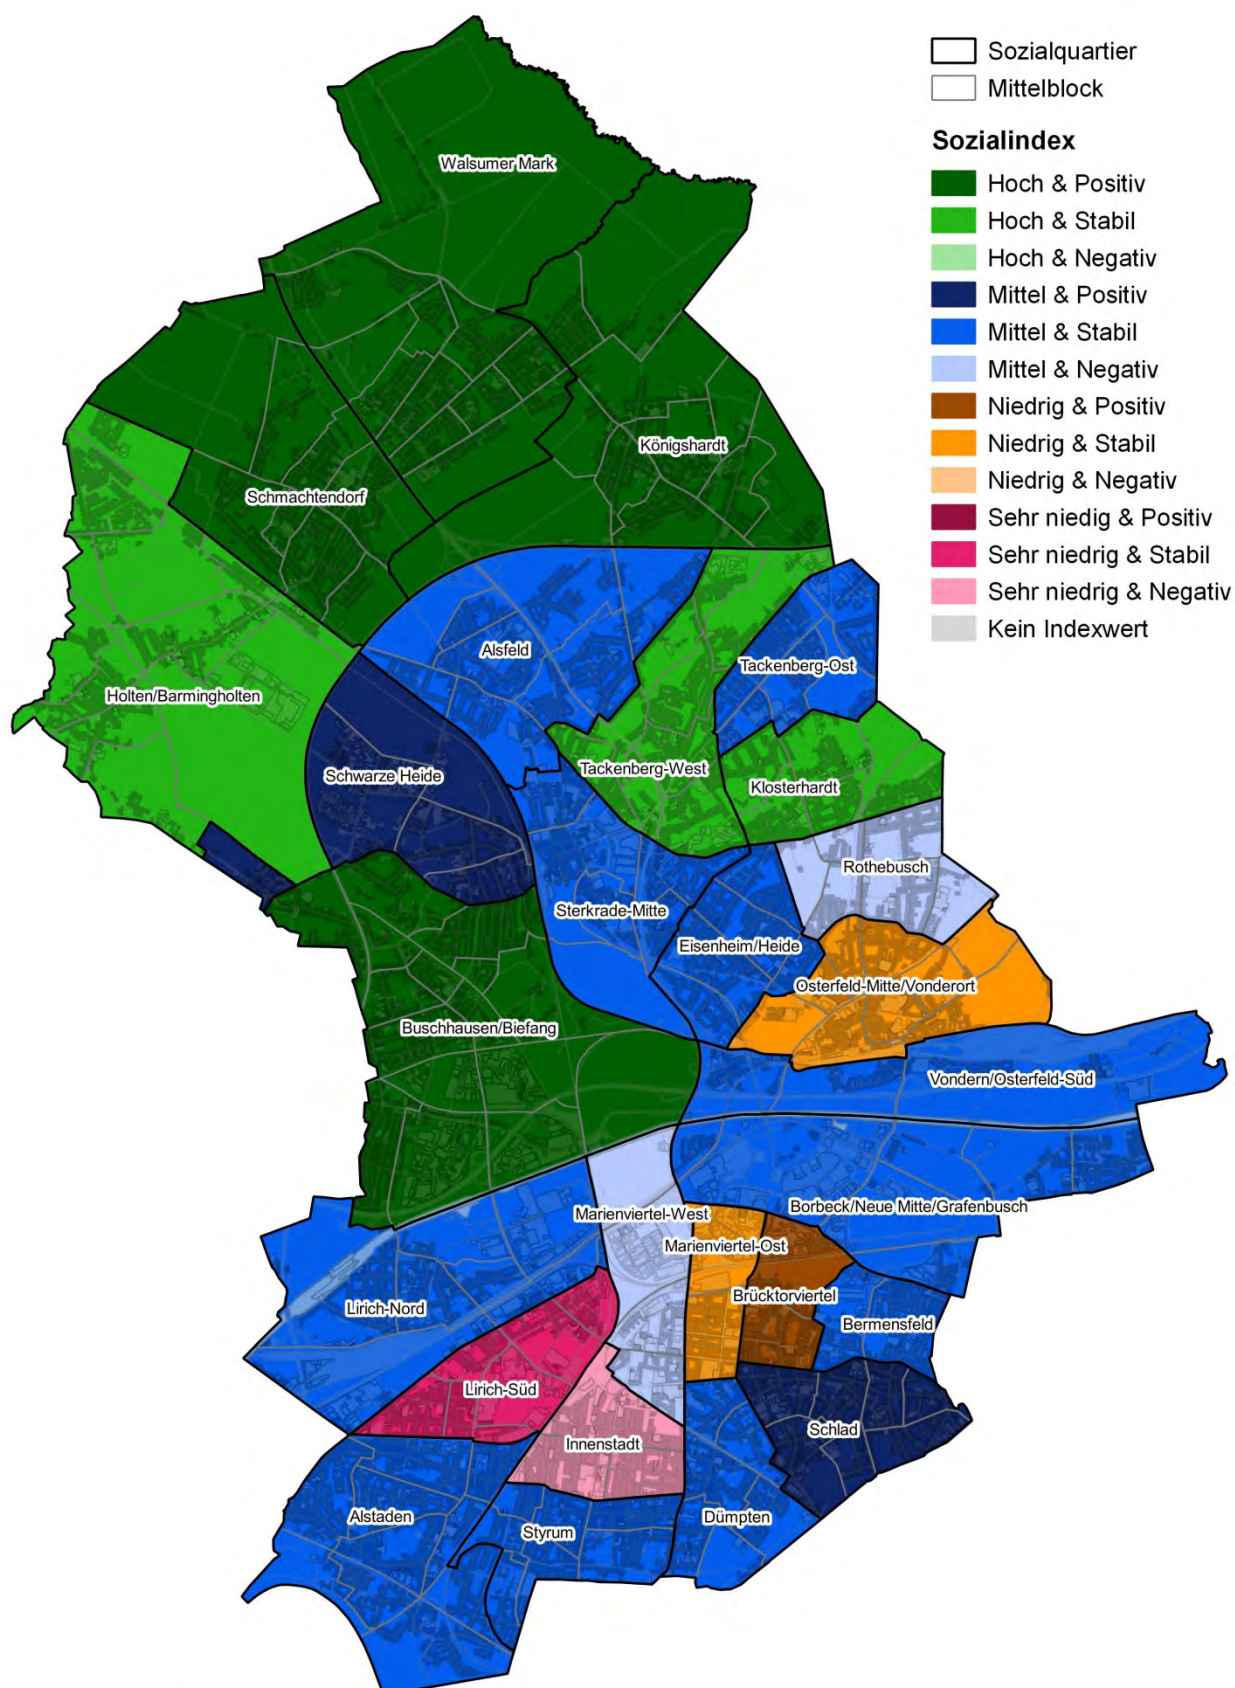 Sozialquartier
Mittelblock
Sozialindex
Hoch & Positiv
Hoch & Stabil
Hoch & Negativ
Mittel & Positiv
Mittel & Stabil
Mittel & Negativ
Niedrig & Positiv
Niedrig & Stabil
Niedrig & Negativ
Sehr niedig & Positiv
Sehr niedrig & Stabil
Sehr niedrig & Negativ
Kein Indexwert
Walsumer Mark
Königshardt
Schmachtendorf
Alsfeld
Tackenberg-Ost
Holten/Barmingholten
Tackenberg-West
Schwarze Heide
Klosterhardt
Rothebusch
Sterkrade-Mitte
Eisenheim/Heide
Osterfeld-Mitte/Vonderort
Buschhausen/Biefang
Vondern/Osterfeld-Süd
Borbeck/Neue Mitte/Grafenbusch
Marienviertel-West
Marienviertel-Ost
Brücktorviertel
Lirich-Nord
Bermensfeld
Lirich-Süd
Schlad
Innenstadt
Alstaden
Dümpten
Styrum